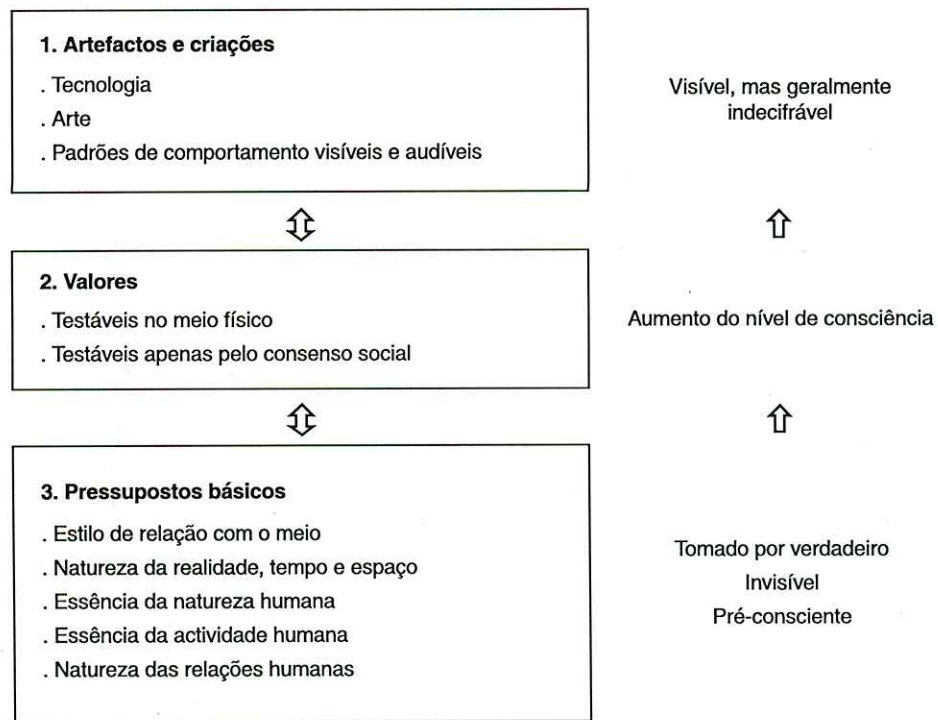 1. Artefactos e criações
. Tecnologia
. Arte
. Padrões de comportamento visíveis e audíveis
Visível, mas geralmente
indecifrável
2. Valores
. Testáveis no meio físico
. Testáveis apenas pelo consenso social
Aumento do nível de consciência
3. Pressupostos básicos
. Estilo de relação com o meio
. Natureza da realidade, tempo e espaço
. Essência da natureza humana
. Essência da actividade humana
. Natureza das relações humanas
Tomado por verdadeiro
Invisível
Pré-consciente